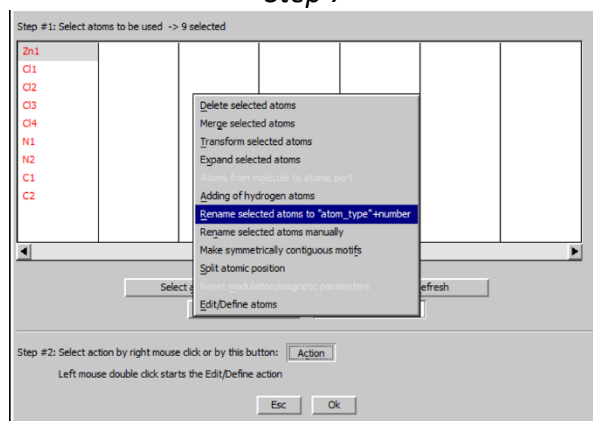 Step #1: Select atoms to be used -> 9 selected
Zn1
Cl1
Cl2
Cl3
Cl4
N1
N2
C1
C2
Delete selected atoms
Merge selected atoms
Transform selected atoms
Expand selected atoms
Atoms from molecule to atomic part
Adding of hydrogen atoms
Rename selected atoms to "atom_type"+number
Rename selected atoms manually
Make symmetrically contiguous motifs
Split atomic position
Reset modulation/magnetic parameters
Edit/Define atoms
Select
efresh
Step #2: Select action by right mouse click or by this button: Action
Left mouse double click starts the Edit/Define action
Esc Ok